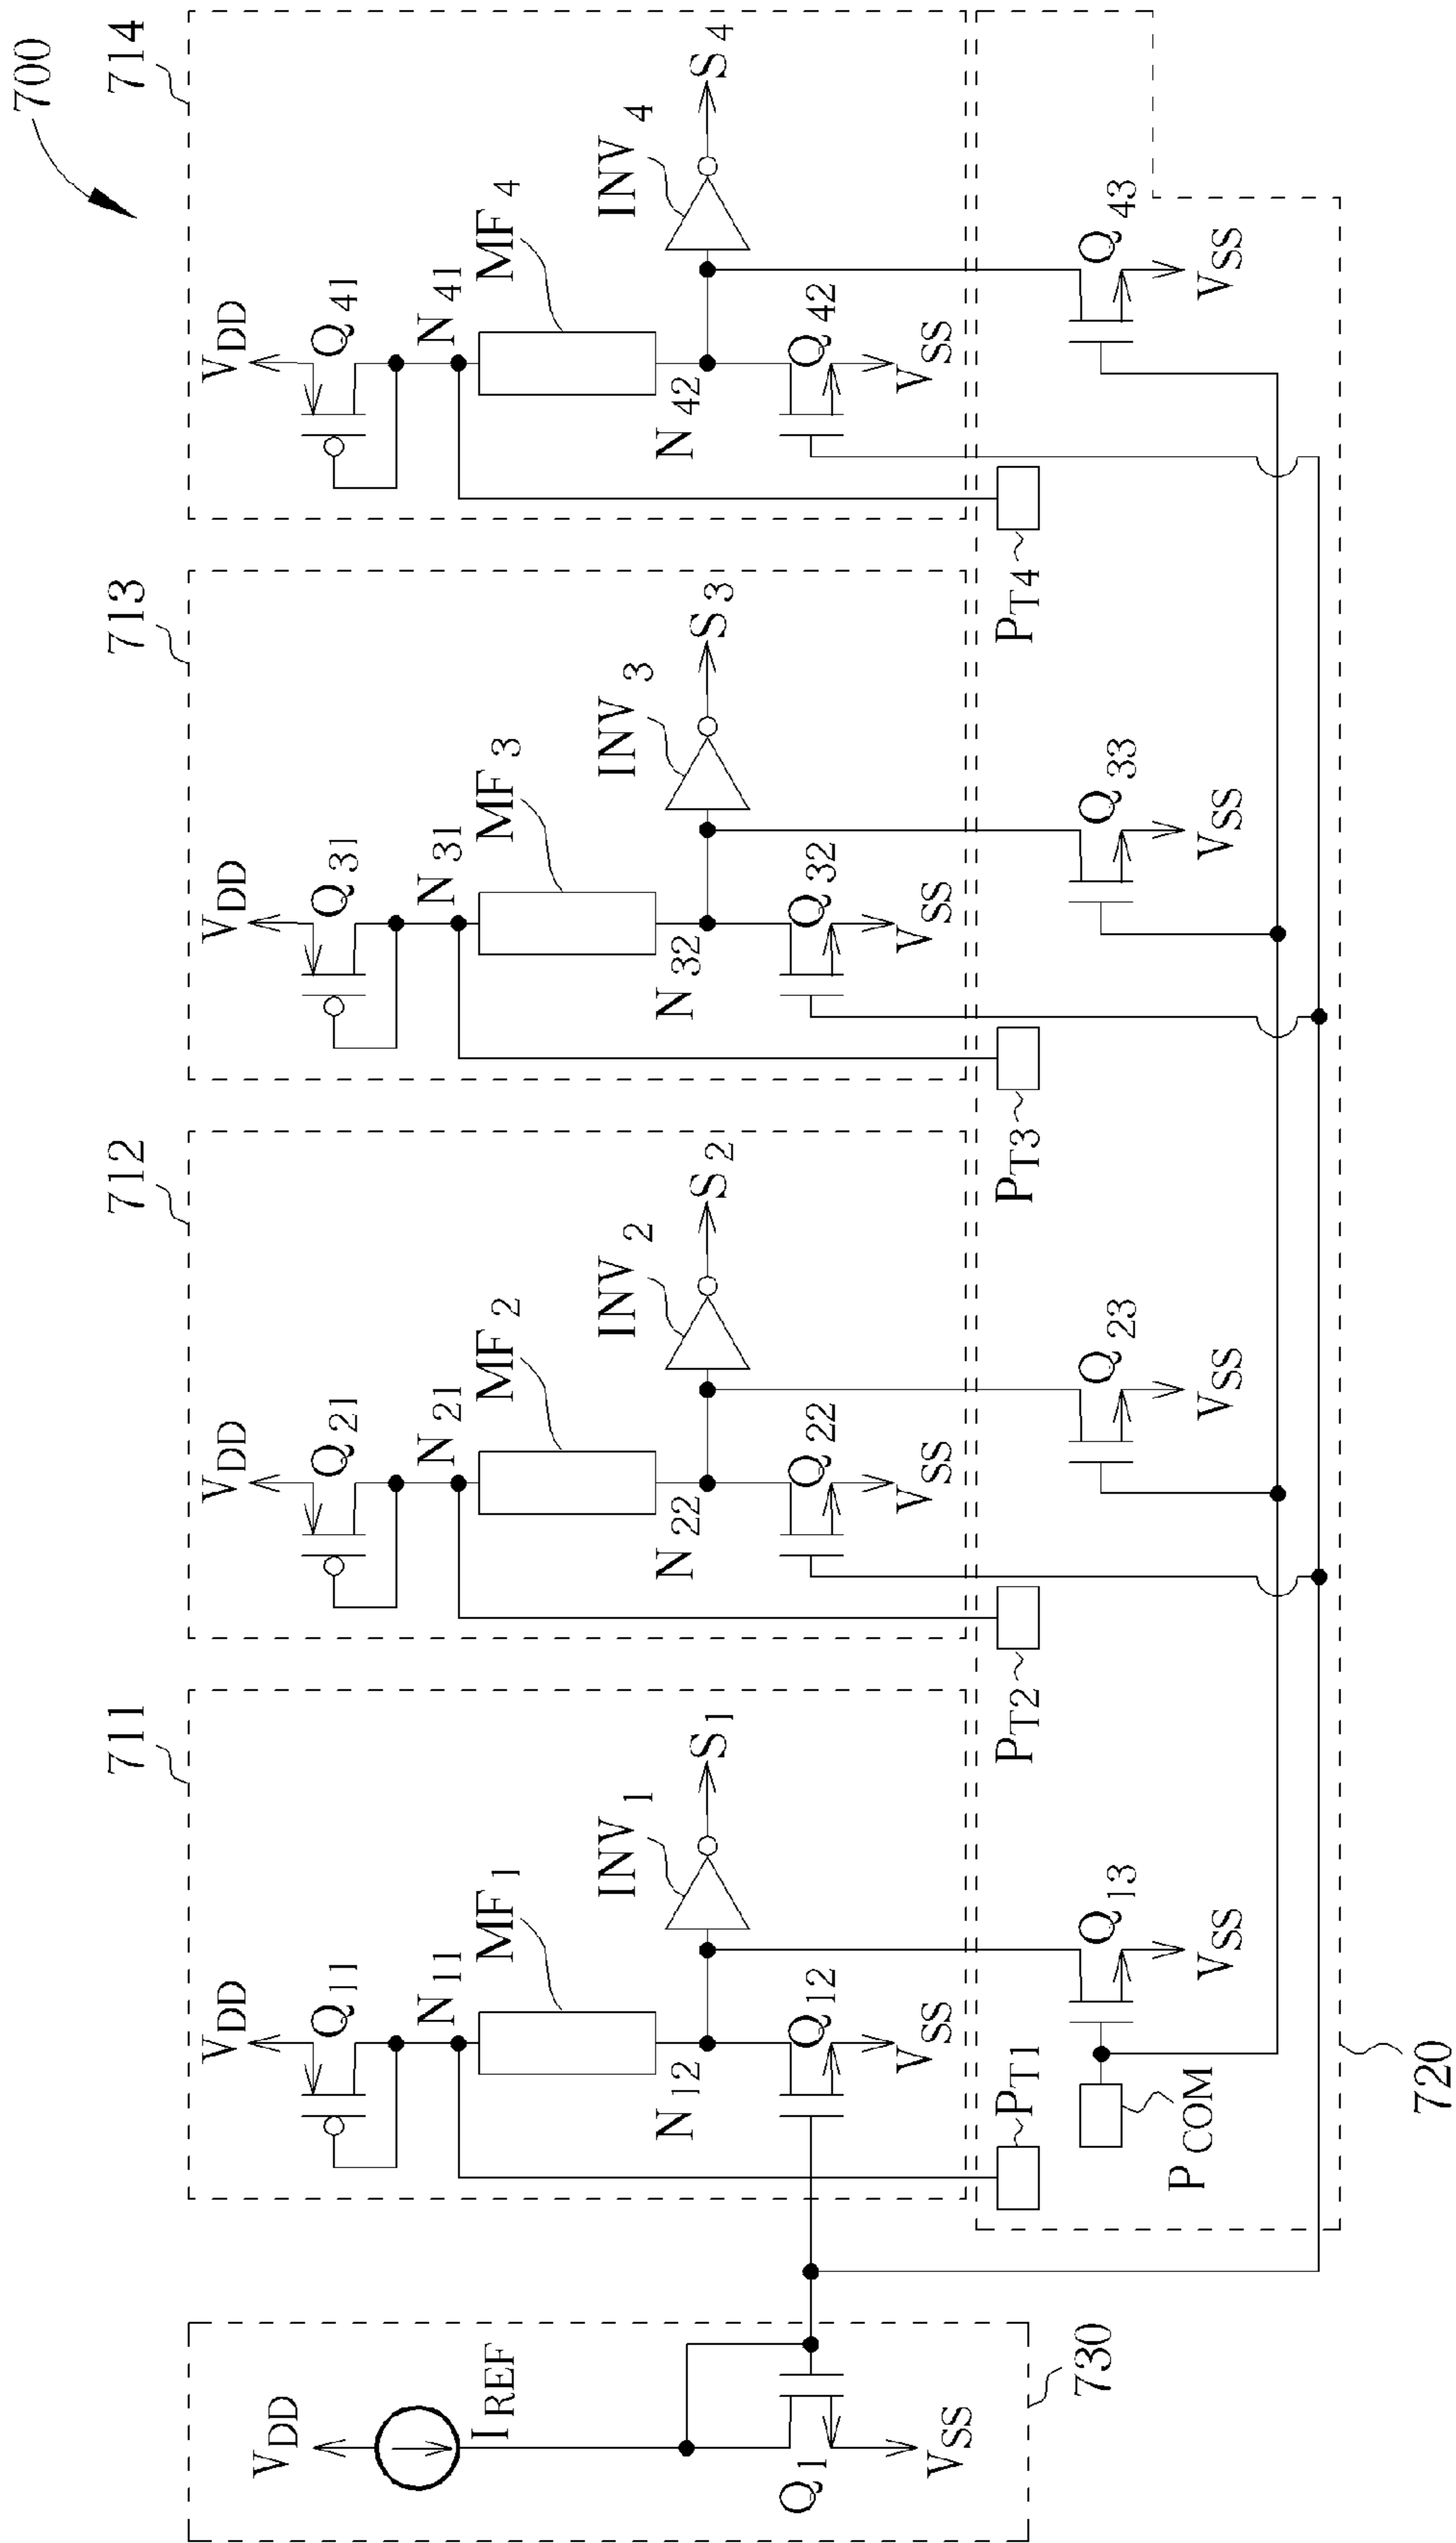 700
711
712
713
714
VDD
VDD
VDD
VDD
VDD
Q11
Q21
Q31
Q41
N11
N21
N31
N41
IREF
MF1
MF2
MF3
MF4
INV1
INV2
INV3
INV4
N12
N22
N32
N42
S1
S2
S3
S4
Q1
Q12
Q22
Q32
Q42
VSS
VSS
VSS
VSS
VSS
PT1
PT2
PT3
PT4
730
PCOM
Q13
Q23
Q33
Q43
VSS
VSS
VSS
VSS
720